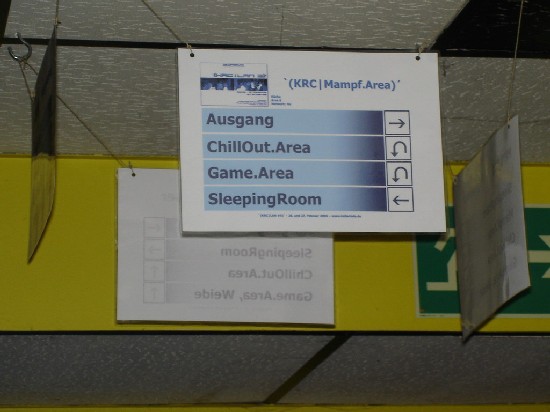 `(KRC|Mampf.Area)´
Ausgang
ChillOut.Area
Game.Area
SleepingRoom
SleepingRoom
ChillOut.Area
Game.Area, Weide